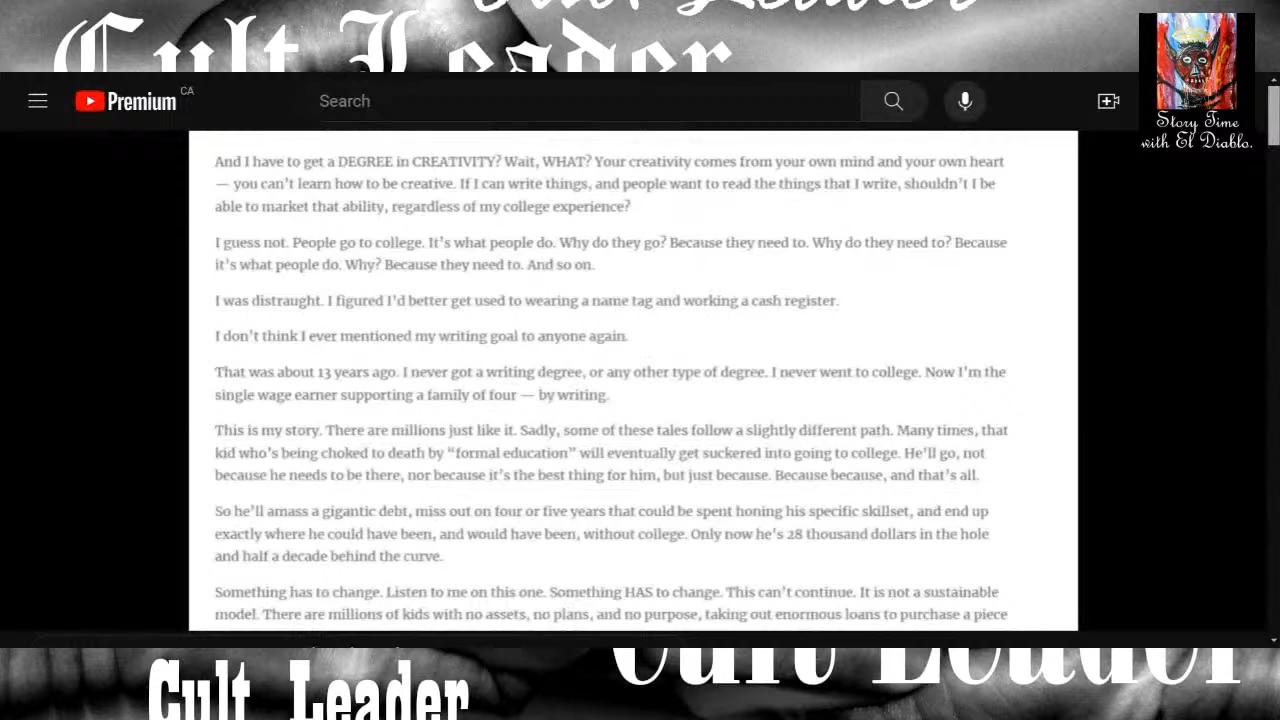 Cult Leader
Cult Leader
Premium
CA
Search
Story Time
with El Diablo.
And I have to get a DEGREE in CREATIVITY? Wait, WHAT? Your creativity comes from your own mind and your own heart
— you can't learn how to be creative. If I can write things, and people want to read the things that I write, shouldn't I be
able to market that ability, regardless of my college experience?
I guess not. People go to college. It's what people do. Why do they go? Because they need to. Why do they need to? Because
it's what people do. Why? Because they need to. And so on.
I was distraught. I figured I'd better get used to wearing a name tag and working a cash register.
I don't think I ever mentioned my writing goal to anyone again.
That was about 13 years ago. I never got a writing degree, or any other type of degree. I never went to college. Now I'm the
single wage earner supporting a family of four — by writing.
This is my story. There are millions just like it. Sadly, some of these tales follow a slightly different path. Many times, that
kid who's being choked to death by “formal education” will eventually get suckered into going to college. He'll go, not
because he needs to be there, nor because it's the best thing for him, but just because. Because because, and that's all.
So he'll amass a gigantic debt, miss out on four or five years that could be spent honing his specific skillset, and end up
exactly where he could have been, and would have been, without college. Only now he's 28 thousand dollars in the hole
and half a decade behind the curve.
Something has to change. Listen to me on this one. Something HAS to change. This can't continue. It is not a sustainable
model. There are millions of kids with no assets, no plans, and no purpose, taking out enormous loans to purchase a piece
Cult Leader
Cult Leader